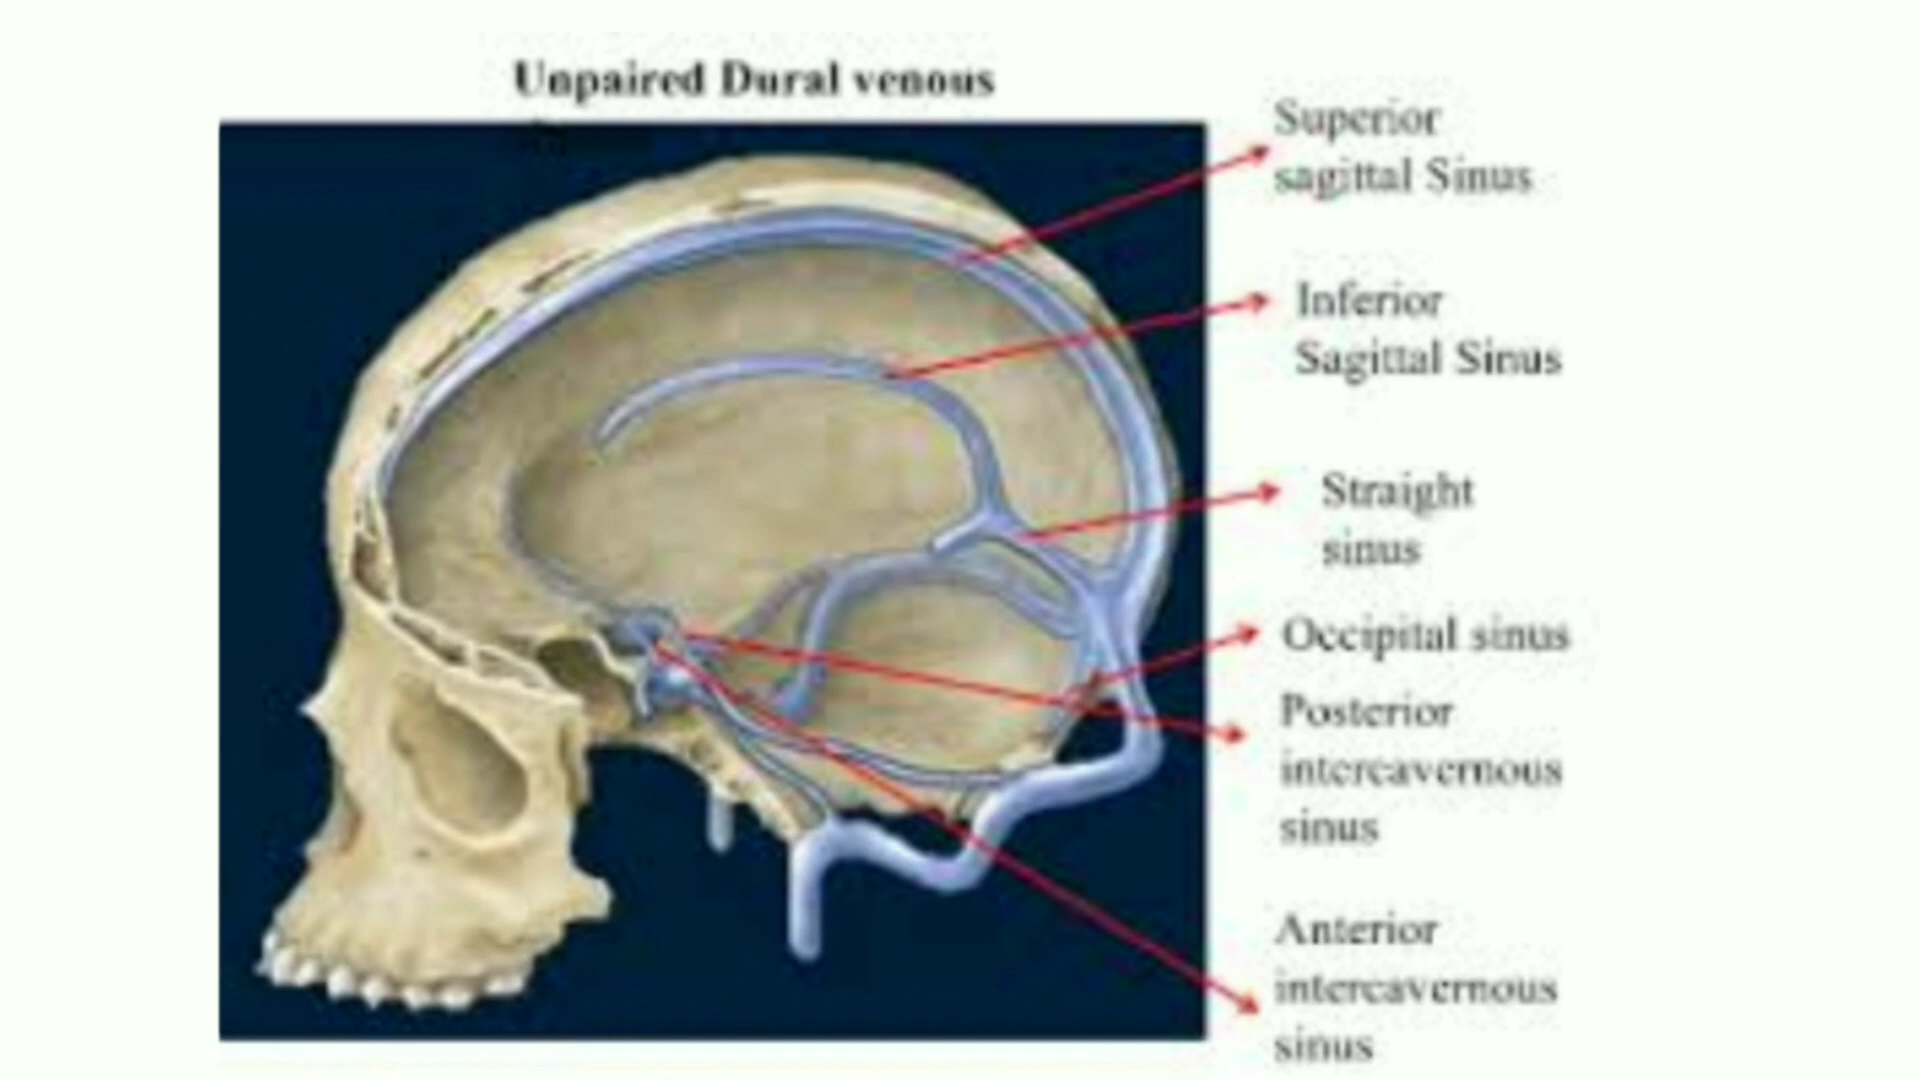 Unpaired Dural venous
Superior
sagittal Sinus
Inferior
Sagittal Sinus
Straight
sinus
Occipital sinus
Posterior
intercavernous
sinus
Anterior
intercavernous
sinus